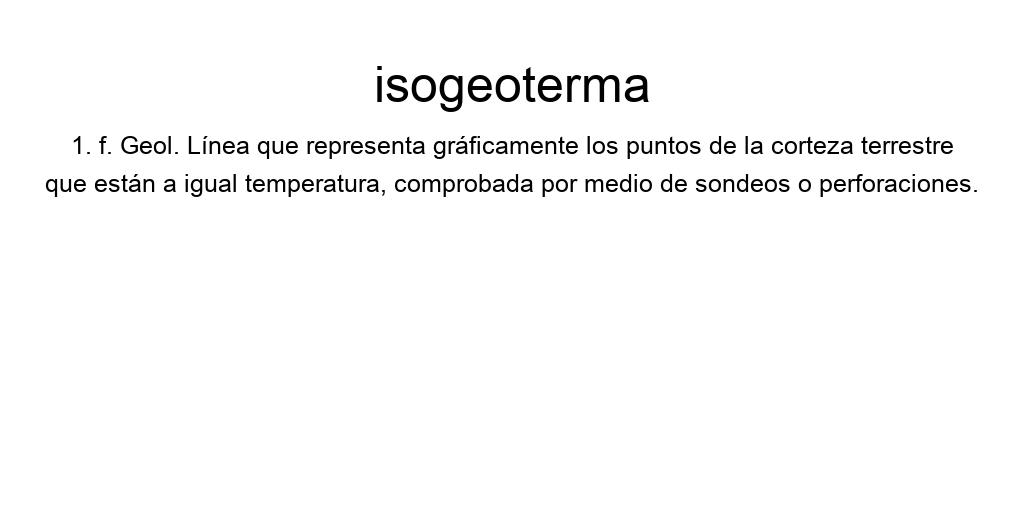 isogeoterma
1. f. Geol. Línea que representa gráficamente los puntos de la corteza terrestre
que están a igual temperatura, comprobada por medio de sondeos o perforaciones.